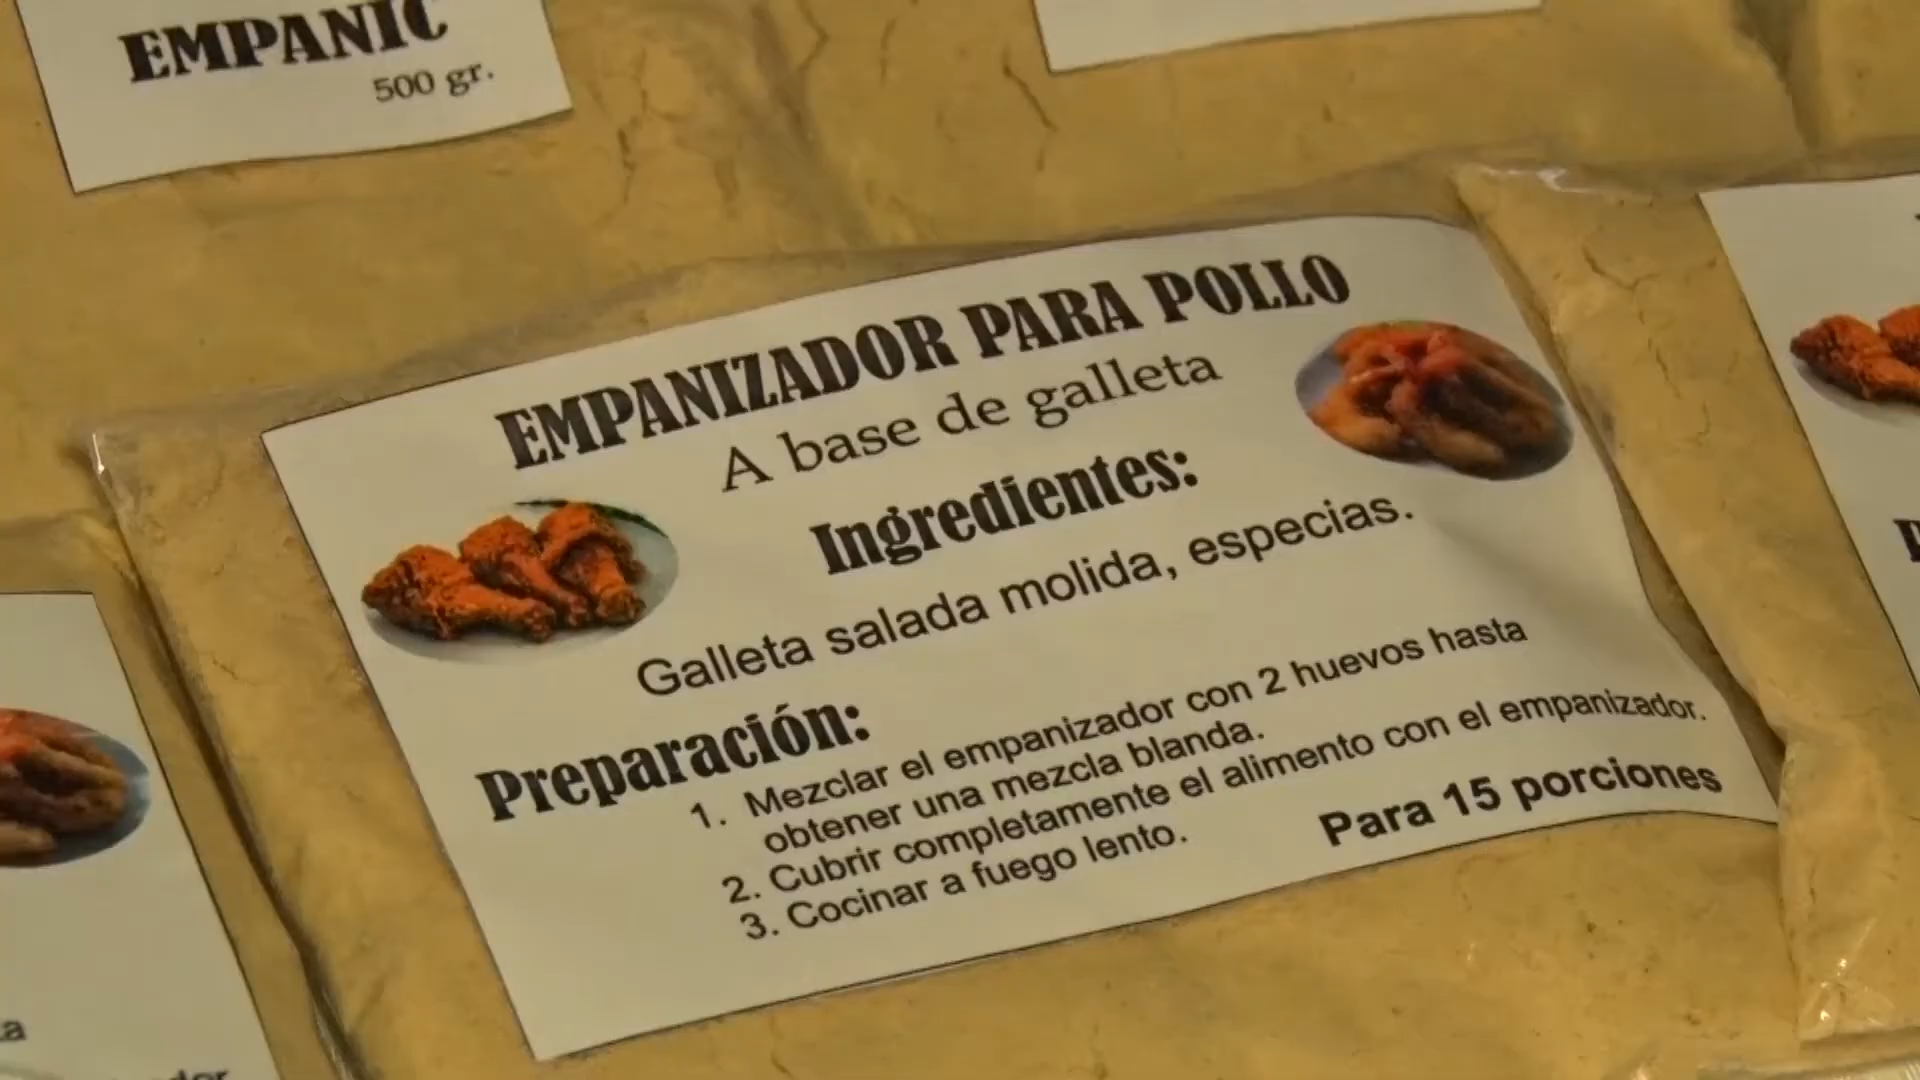 EMPANIC
500 gr.
EMPANIZADOR PARA POLLO
A base de galleta
Ingredientes:
Galleta salada molida, especias.
Preparación:
1. Mezclar el empanizador con 2 huevos hasta
obtener una mezcla blanda.
2. Cubrir completamente el alimento con el empanizador.
3. Cocinar a fuego lento.
Para 15 porciones